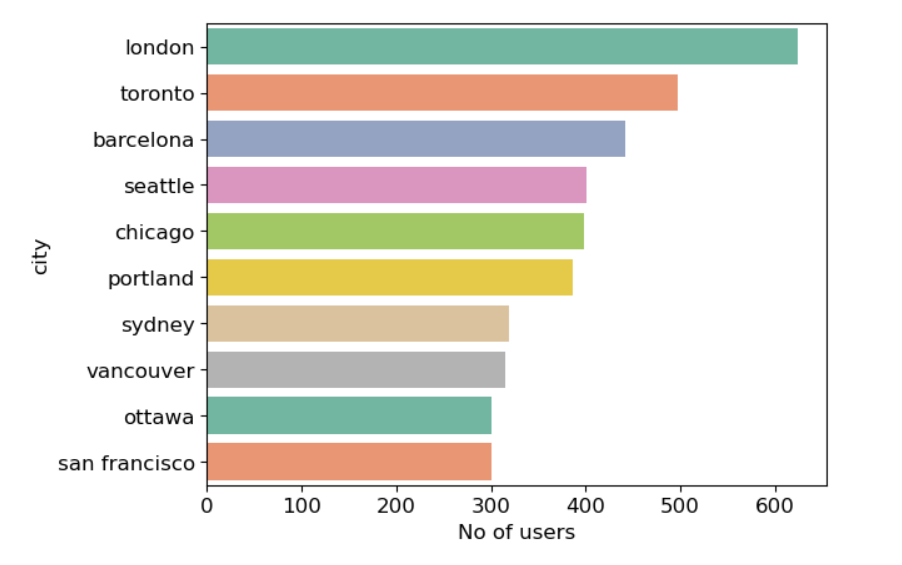 london
toronto
barcelona
seattle
chicago
portland
sydney
vancouver
ottawa
san francisco
city
0 100 200 300 400 500 600
No of users